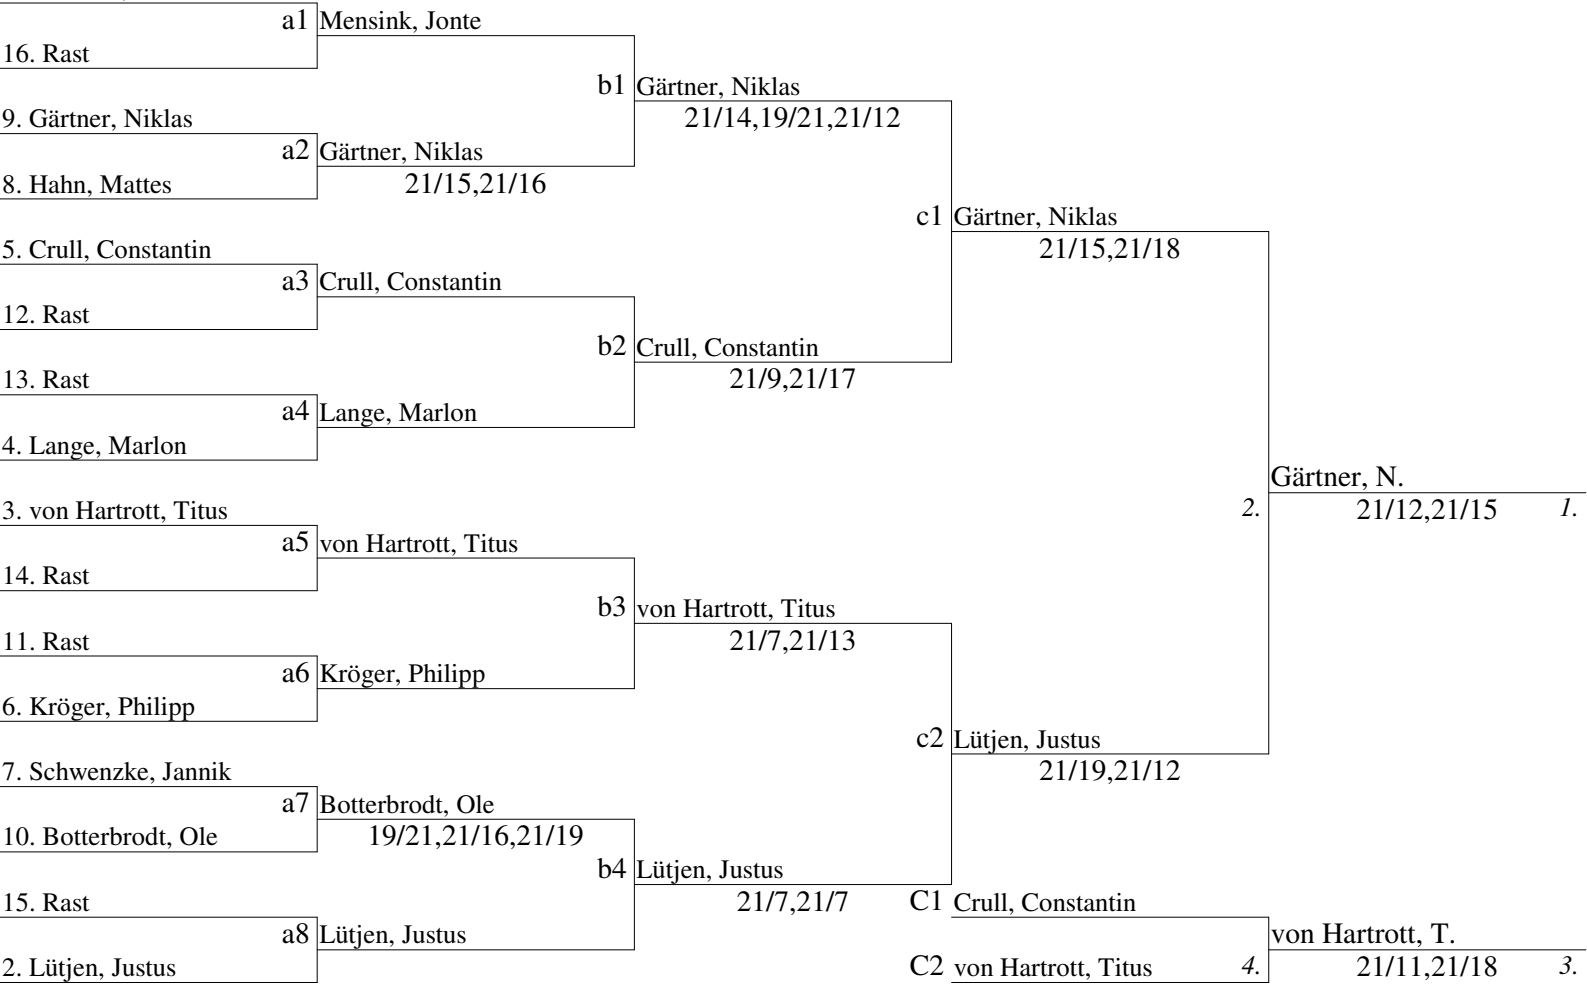 a1 Mensink, Jonte
16. Rast
b1 Gärtner, Niklas
21/14,19/21,21/12
9. Gärtner, Niklas
a2 Gärtner, Niklas
21/15,21/16
8. Hahn, Mattes
c1 Gärtner, Niklas
21/15,21/18
5. Crull, Constantin
a3 Crull, Constantin
12. Rast
b2 Crull, Constantin
21/9,21/17
13. Rast
a4 Lange, Marlon
4. Lange, Marlon
Gärtner, N.
2. 21/12,21/15 1.
3. von Hartrott, Titus
a5 von Hartrott, Titus
14. Rast
b3 von Hartrott, Titus
21/7,21/13
11. Rast
a6 Kröger, Philipp
6. Kröger, Philipp
c2 Lütjen, Justus
21/19,21/12
7. Schwenzke, Jannik
a7 Botterbrodt, Ole
19/21,21/16,21/19
10. Botterbrodt, Ole
b4 Lütjen, Justus
21/7,21/7
15. Rast
a8 Lütjen, Justus
2. Lütjen, Justus
C1 Crull, Constantin
von Hartrott, T.
C2 von Hartrott, Titus 4. 21/11,21/18 3.